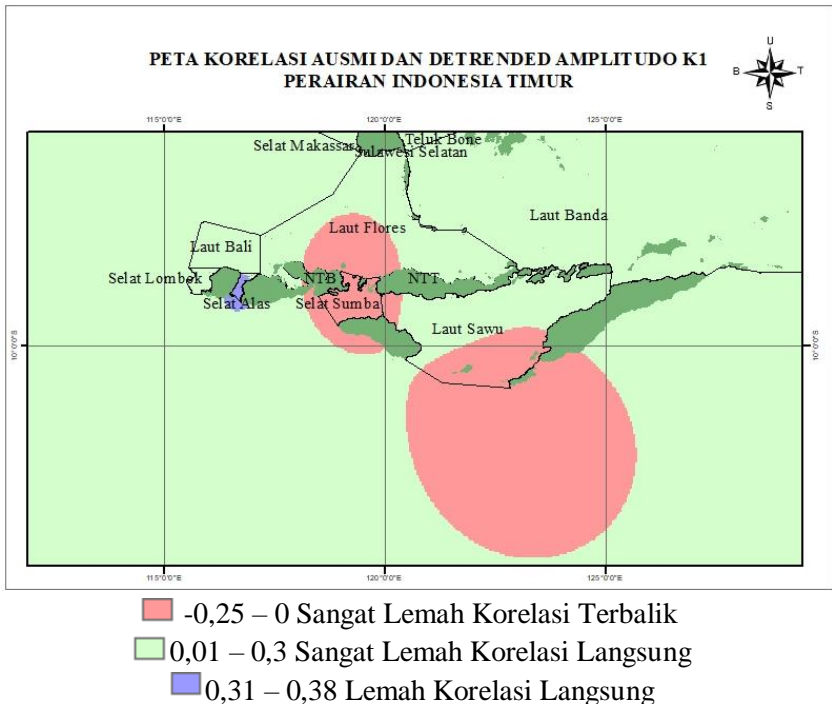 PETA KORELASI AUSMI DAN DETRENDED AMPLITUDO K1
PERAIRAN INDONESIA TIMUR
U
B T
S
115°0'0"E 120°0'0"E 125°0'0"E
Selat Makassar Teluk Bone
Sulawesi Selatan
Laut Flores Laut Banda
Laut Bali
Selat Lombok NTB NTT
Selat Alas Selat Sumba
Laut Sawu
10°0'0"S 10°0'0"S
115°0'0"E 120°0'0"E 125°0'0"E
-0,25 – 0 Sangat Lemah Korelasi Terbalik
0,01 – 0,3 Sangat Lemah Korelasi Langsung
0,31 – 0,38 Lemah Korelasi Langsung